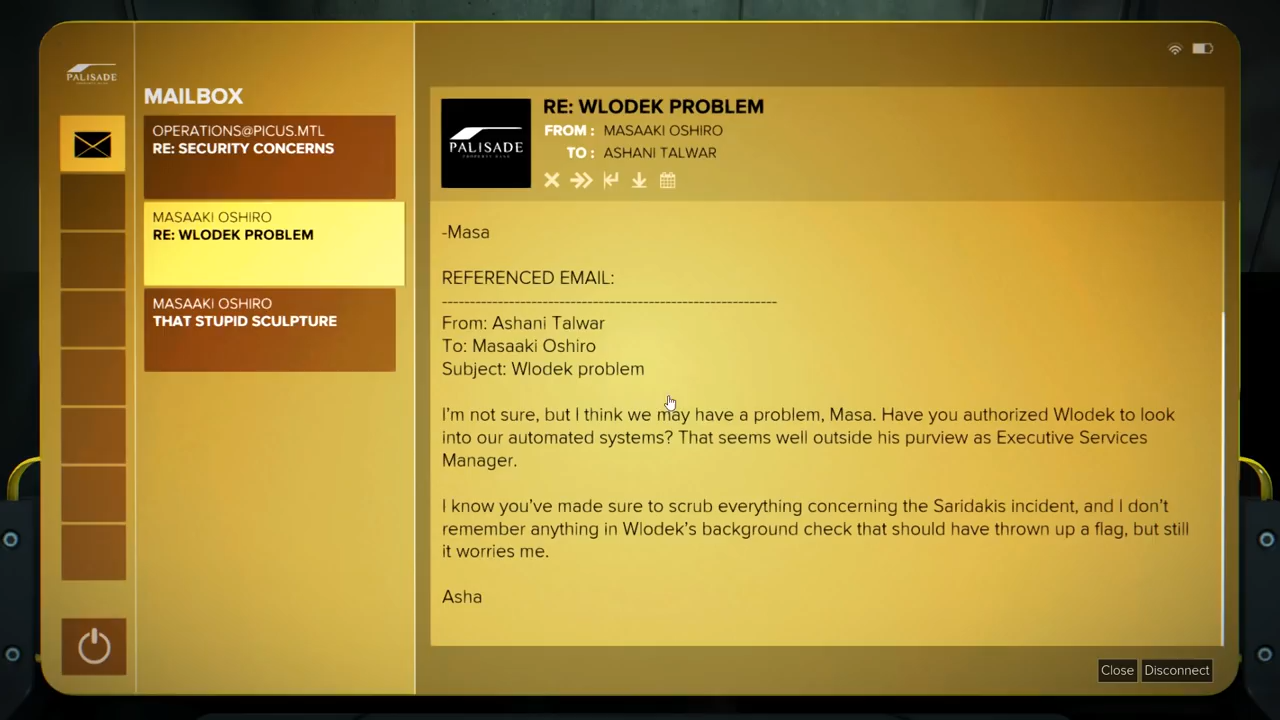 PALISADE
MAILBOX
OPERATIONS@PICUS.MTL
RE: SECURITY CONCERNS
MASAAKI OSHIRO
RE: WLODEK PROBLEM
MASAAKI OSHIRO
THAT STUPID SCULPTURE
PALISADE
RE: WLODEK PROBLEM
FROM : MASAAKI OSHIRO
TO : ASHANI TALWAR
-Masa
REFERENCED EMAIL:
------------------------------------------------------------
From: Ashani Talwar
To: Masaaki Oshiro
Subject: Wlodek problem
I'm not sure, but I think we may have a problem, Masa. Have you authorized Wlodek to look
into our automated systems? That seems well outside his purview as Executive Services
Manager.
I know you've made sure to scrub everything concerning the Saridakis incident, and I don't
remember anything in Wlodek's background check that should have thrown up a flag, but still
it worries me.
Asha
Close Disconnect